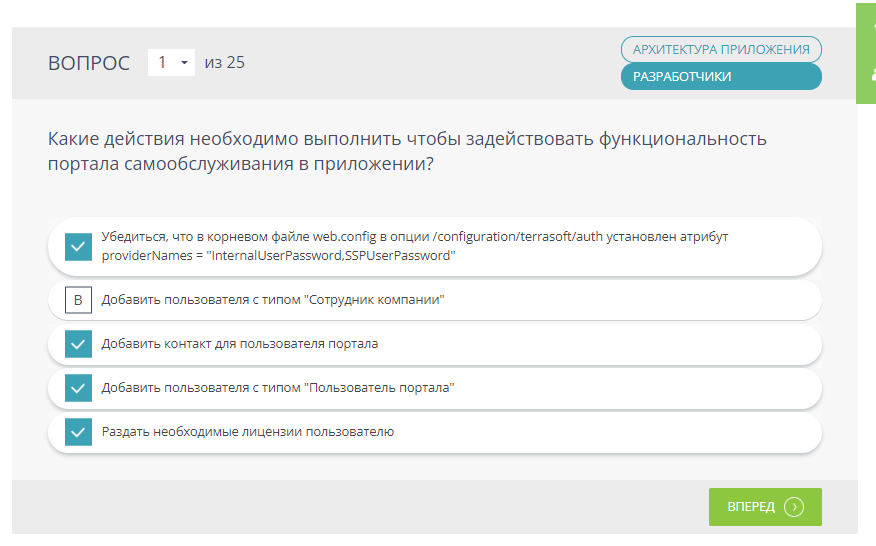 ВОПРОС 1 из 25
АРХИТЕКТУРА ПРИЛОЖЕНИЯ
РАЗРАБОТЧИКИ
Какие действия необходимо выполнить чтобы задействовать функциональность
портала самообслуживания в приложении?
Убедиться, что в корневом файле web.config в опции /configuration/terrasoft/auth установлен атрибут
providerNames = "InternalUserPassword,SSPUserPassword"
B Добавить пользователя с типом "Сотрудник компании"
Добавить контакт для пользователя портала
Добавить пользователя с типом "Пользователь портала"
Раздать необходимые лицензии пользователю
ВПЕРЕД